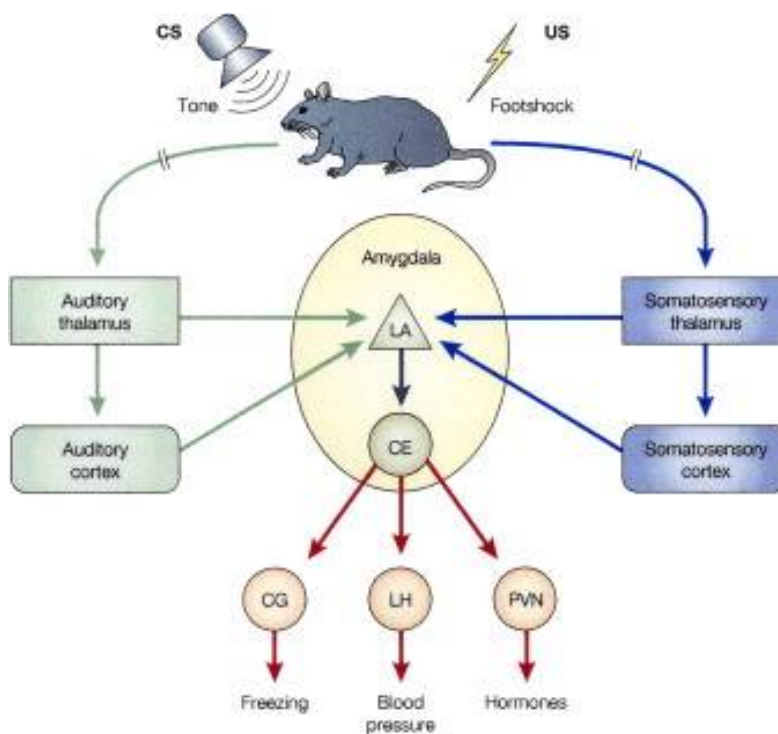 CS
US
Tone
Footshock
Amygdala
Auditory
thalamus
LA
Somatosensory
thalamus
Auditory
cortex
CE
Somatosensory
cortex
CG
LH
PVN
Freezing
Blood
pressure
Hormones